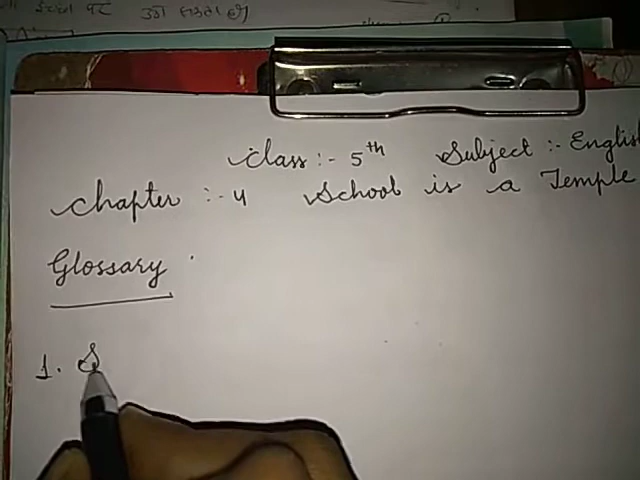 Class :- 5th Subject :- English
Chapter :- 4 School is a Temple
Glossary
1. S